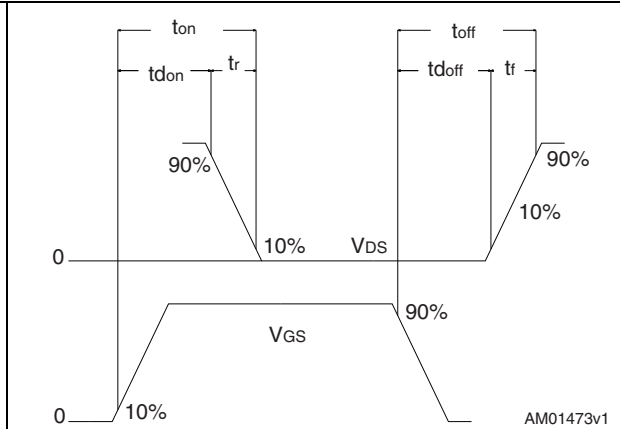 ton toff
tdon tr tdoff tf
90% 90%
10%
0 10% VDS
90%
VGS
0 10%
AM01473v1